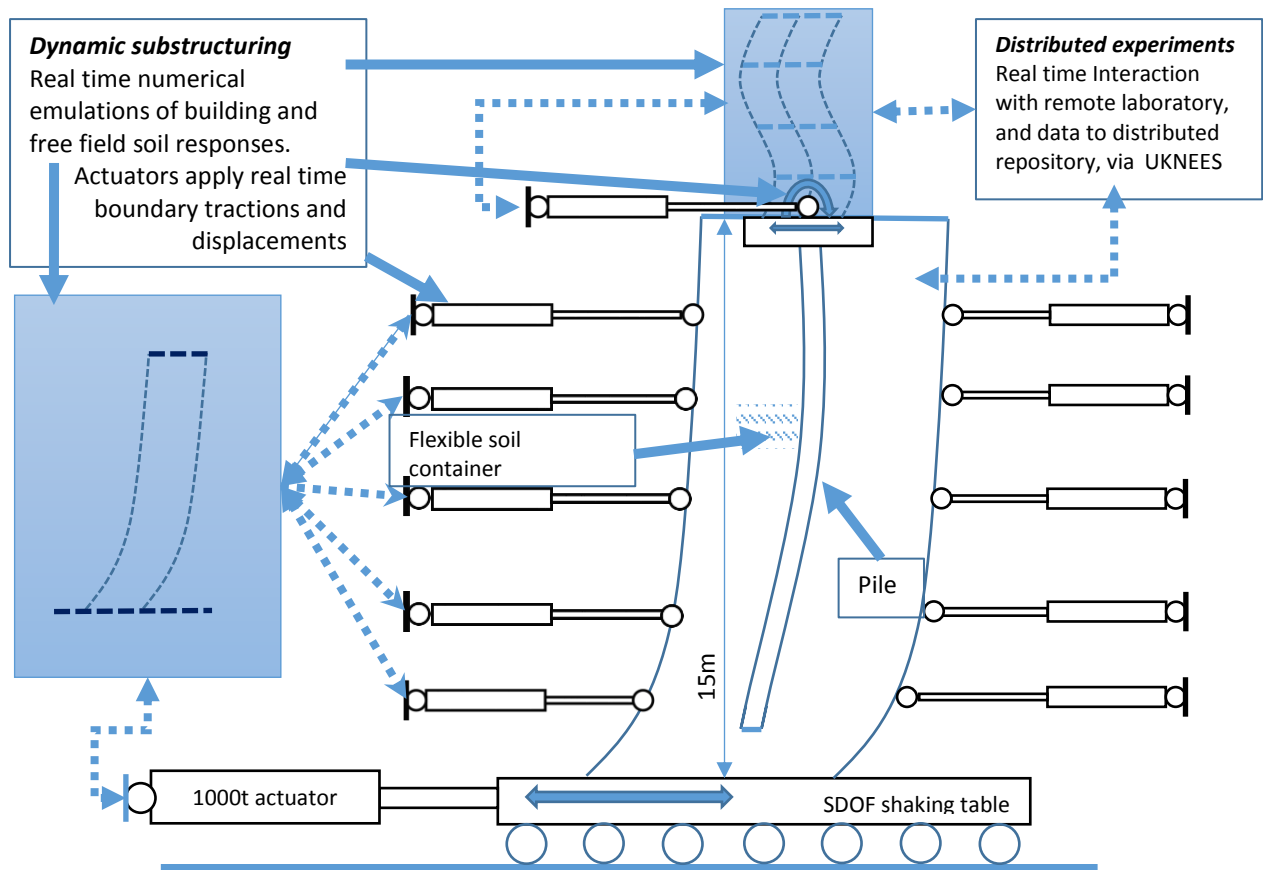 Dynamic substructuring
Real time numerical
emulations of building and
free field soil responses.
Actuators apply real time
boundary tractions and
displacements
Distributed experiments
Real time Interaction
with remote laboratory,
and data to distributed
repository, via UKNEES
Flexible soil
container
Pile
15m
1000t actuator
SDOF shaking table